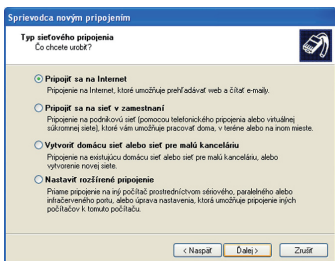 Sprievodca novým pripojením
Typ sieťového pripojenia
Čo chcete urobiť?
Pripojiť sa na Internet
Pripojenie na Internet, ktoré umožňuje prehľadávať web a čítať e-maily.
Pripojiť sa na sieť v zamestnaní
Pripojenie na podnikovú sieť (pomocou telefonického pripojenia alebo virtuálnej
súkromnej siete), ktoré vám umožňuje pracovať doma, v teréne alebo na inom mieste.
Vytvoriť domácu sieť alebo sieť pre malú kanceláriu
Pripojenie na existujúcu domácu sieť alebo sieť pre malú kanceláriu, alebo
vytvorenie novej siete.
Nastaviť rozšírené pripojenie
Priame pripojenie na iný počítač prostredníctvom sériového, paralelného alebo
infračerveného portu, alebo úprava nastavenia, ktorá umožňuje pripojenie iných
počítačov k tomuto počítaču.
< Naspäť
Ďalej >
Zrušiť